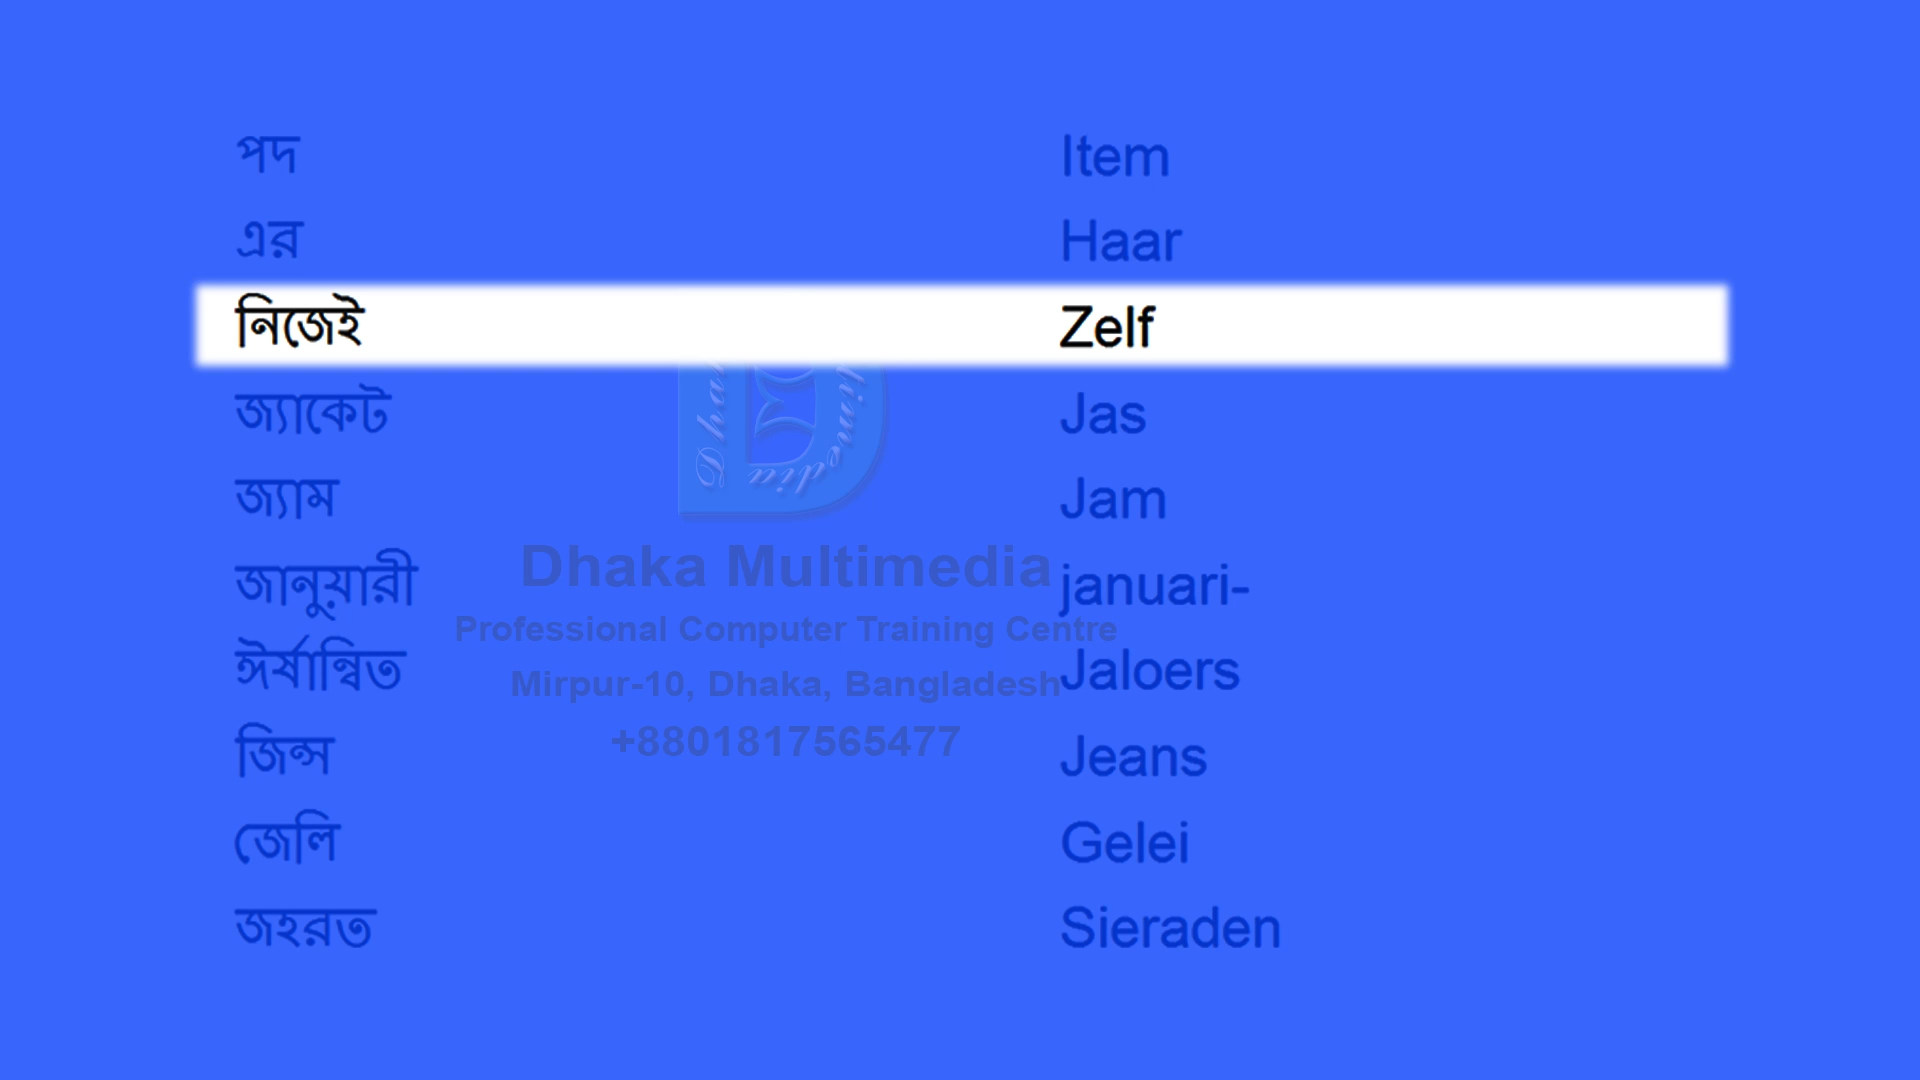 পদ Item
এর Haar
নিজেই Zelf
জ্যাকেট Jas
জ্যাম Jam
জানুয়ারী januari-
ঈর্ষান্বিত Jaloers
জিন্স Jeans
জেলি Gelei
জহরত Sieraden
Dhaka Multimedia
Professional Computer Training Centre
Mirpur-10, Dhaka, Bangladesh
+8801817565477